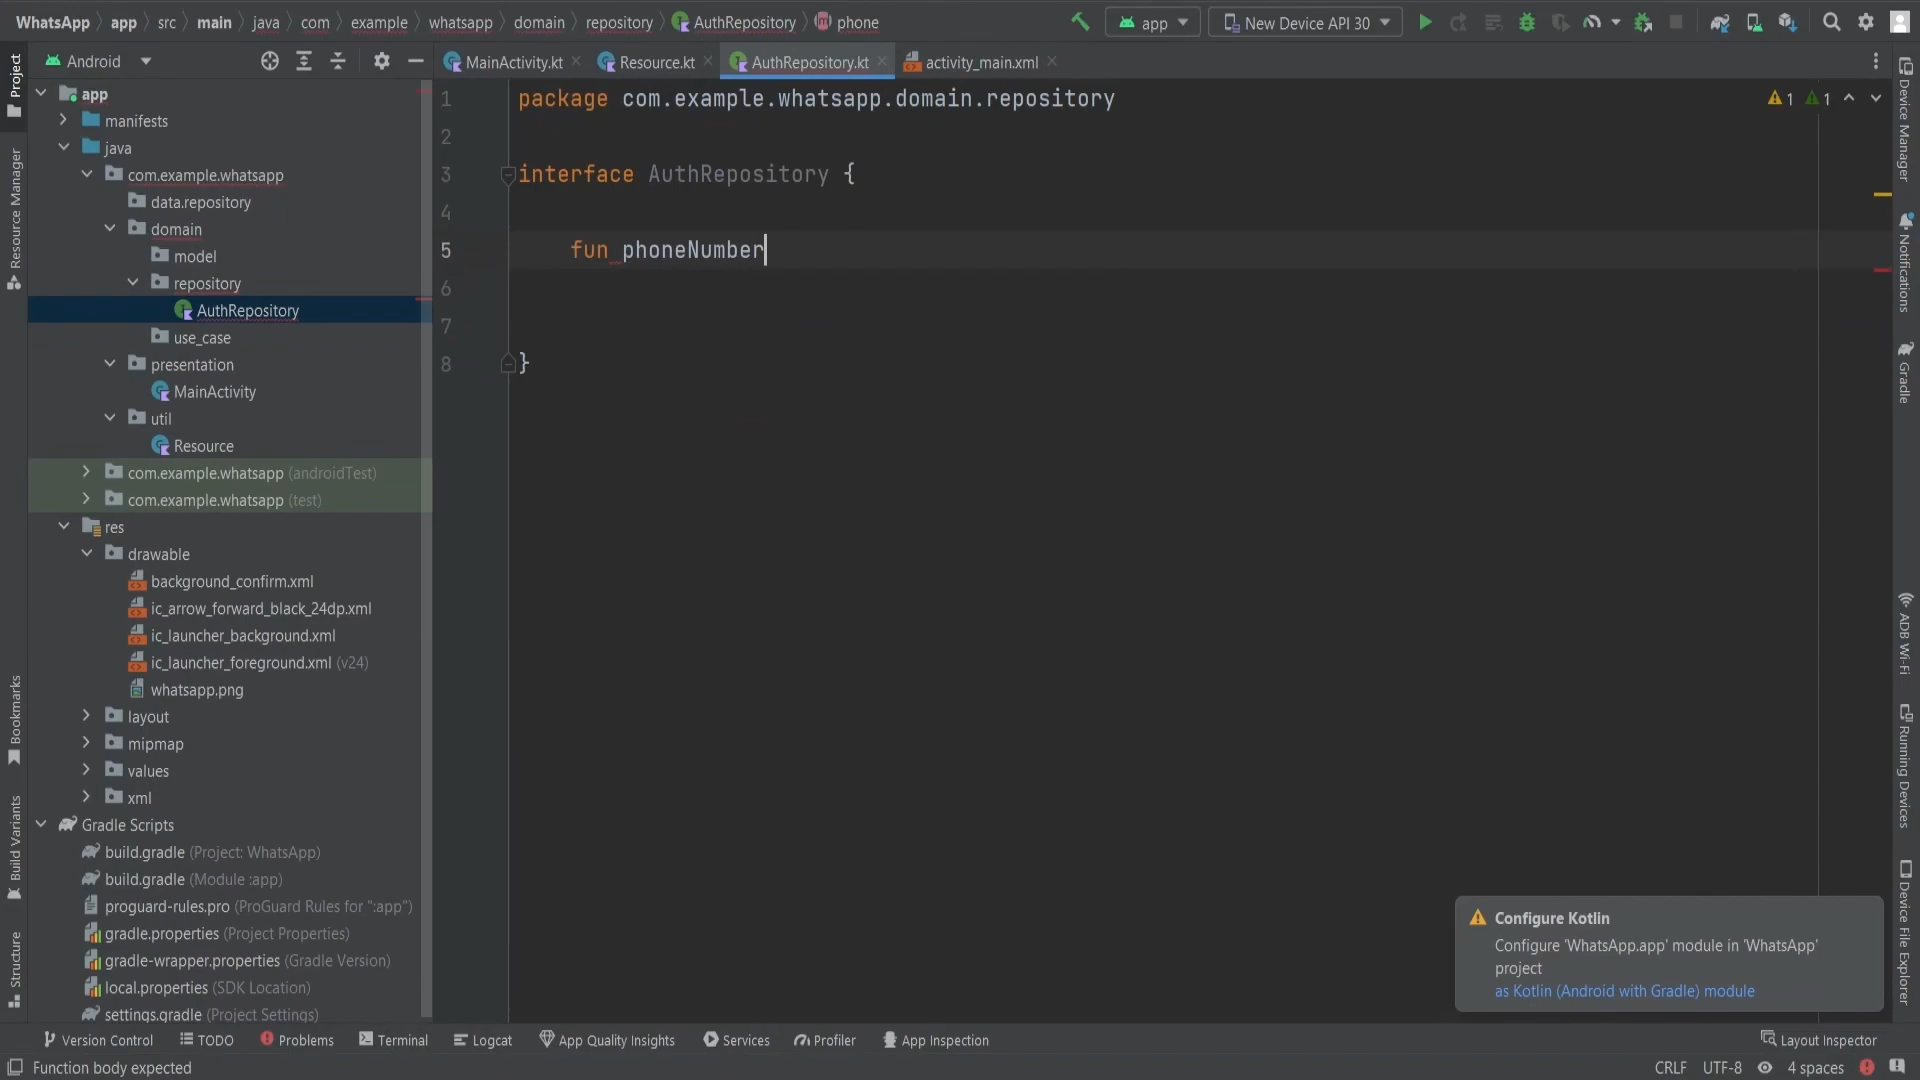 WhatsApp app src main java com example whatsapp domain repository AuthRepository phone
app New Device API 30
Project
Android
MainActivity.kt Resource.kt AuthRepository.kt activity_main.xml
app
manifests
java
com.example.whatsapp
data.repository
domain
model
repository
AuthRepository
use_case
presentation
MainActivity
util
Resource
com.example.whatsapp (androidTest)
com.example.whatsapp (test)
res
drawable
background_confirm.xml
ic_arrow_forward_black_24dp.xml
ic_launcher_background.xml
ic_launcher_foreground.xml (v24)
whatsapp.png
layout
mipmap
values
xml
Gradle Scripts
build.gradle (Project: WhatsApp)
build.gradle (Module :app)
proguard-rules.pro (ProGuard Rules for ":app")
gradle.properties (Project Properties)
gradle-wrapper.properties (Gradle Version)
local.properties (SDK Location)
settings.gradle (Project Settings)
Resource Manager
Bookmarks
Build Variants
Structure
1 package com.example.whatsapp.domain.repository
2
3 interface AuthRepository {
4
5 fun phoneNumber
6
7
8 }
1 1
Device Manager
Notifications
Gradle
ADB Wi-Fi
Running Devices
Device File Explorer
Configure Kotlin
Configure 'WhatsApp.app' module in 'WhatsApp'
project
as Kotlin (Android with Gradle) module
Version Control TODO Problems Terminal Logcat App Quality Insights Services Profiler App Inspection Layout Inspector
Function body expected CRLF UTF-8 4 spaces